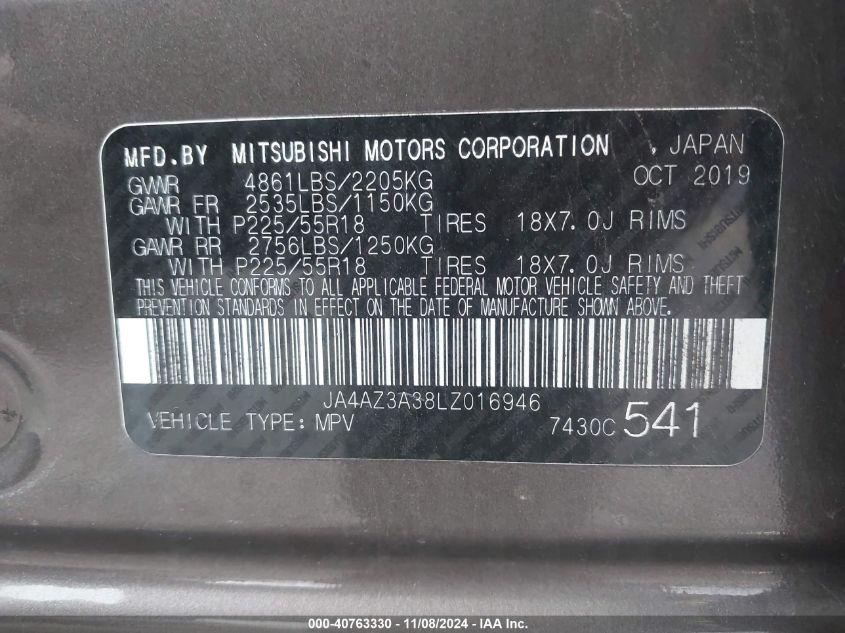 MFD.BY MITSUBISHI MOTORS CORPORATION , JAPAN
GVWR 4861LBS/2205KG OCT 2019
GAWR FR 2535LBS/1150KG
WITH P225/55R18 TIRES 18X7.0J RIMS
GAWR RR 2756LBS/1250KG
WITH P225/55R18 TIRES 18X7.0J RIMS
THIS VEHICLE CONFORMS TO ALL APPLICABLE FEDERAL MOTOR VEHICLE SAFETY AND THEFT
PREVENTION STANDARDS IN EFFECT ON THE DATE OF MANUFACTURE SHOWN ABOVE.
JA4AZ3A38LZ016946
VEHICLE TYPE: MPV 7430C 541
000-40763330 - 11/08/2024 - IAA Inc.